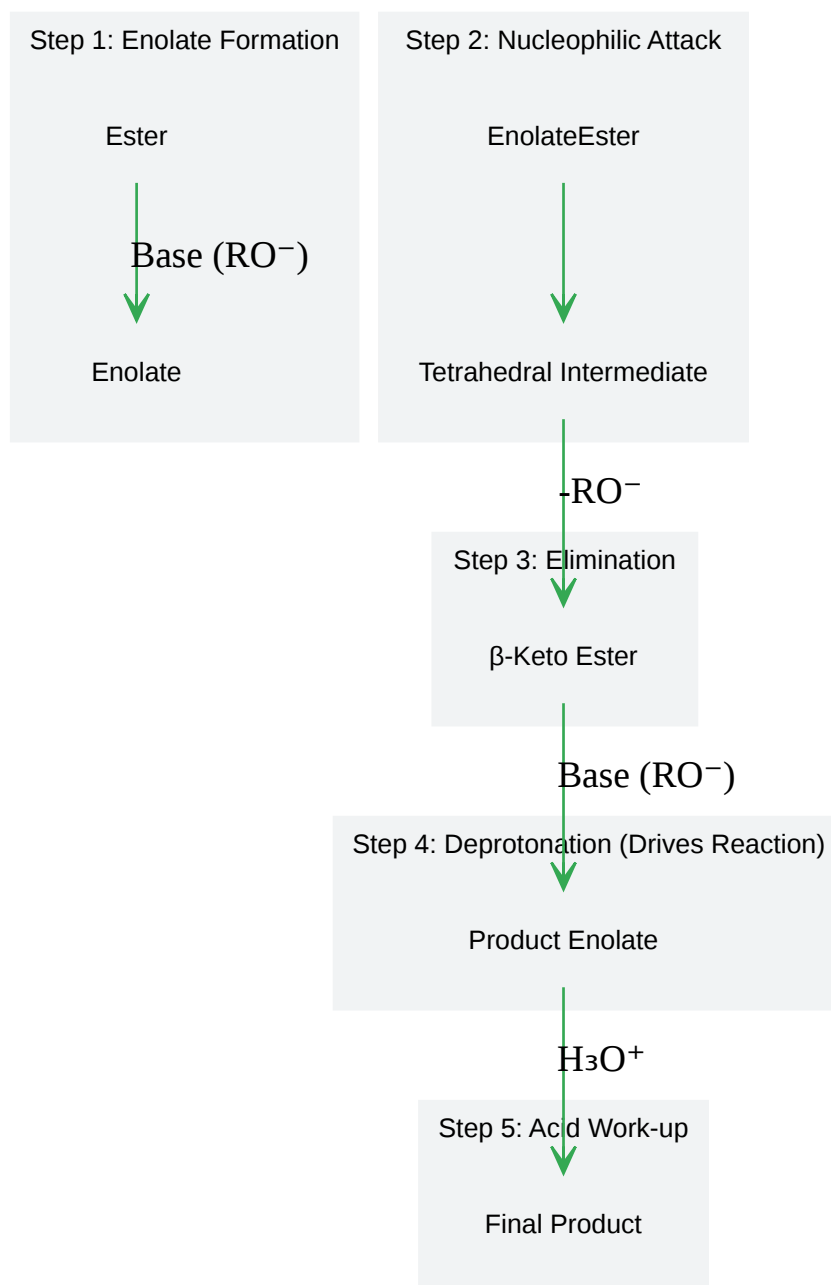 Step 1: Enolate Formation
Ester
Base (RO⁻)
Enolate
Step 2: Nucleophilic Attack
EnolateEster
Tetrahedral Intermediate
-RO⁻
Step 3: Elimination
β-Keto Ester
Base (RO⁻)
Step 4: Deprotonation (Drives Reaction)
Product Enolate
H₃O⁺
Step 5: Acid Work-up
Final Product